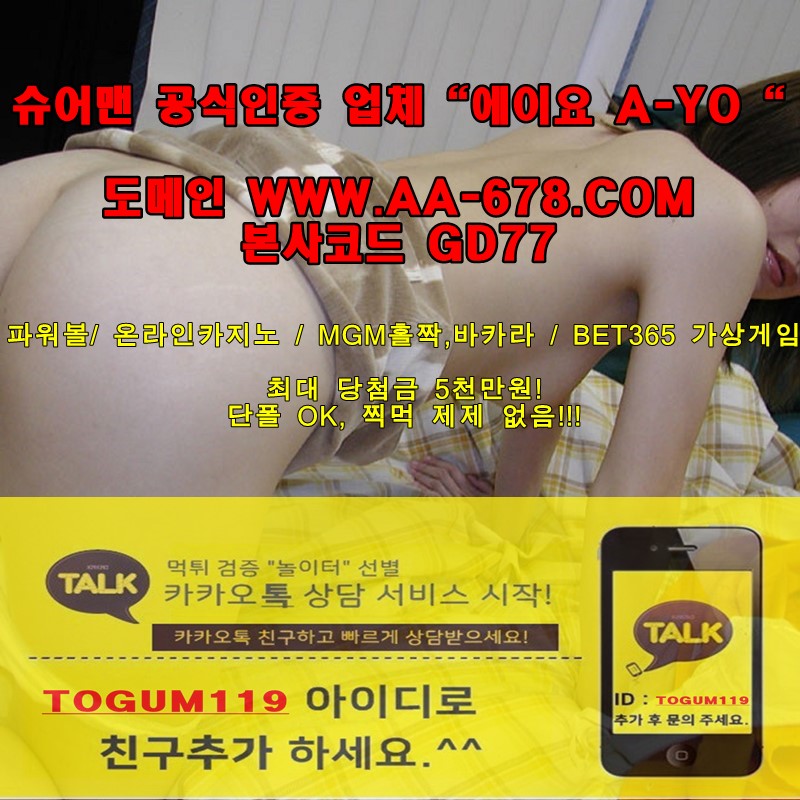 슈어맨 공식인증 업체 “에이요 A-YO “
도메인 WWW.AA-678.COM
본사코드 GD77
파워볼/ 온라인카지노 / MGM홀짝,바카라 / BET365 가상게임
최대 당첨금 5천만원!
단폴 OK, 찍먹 제제 없음!!!
TALK
먹튀 검증 "놀이터" 선별
카카오톡 상담 서비스 시작!
카카오톡 친구하고 빠르게 상담받으세요!
TOGUM119 아이디로
친구추가 하세요.^^
TALK
ID : TOGUM119
추가 후 문의 주세요.